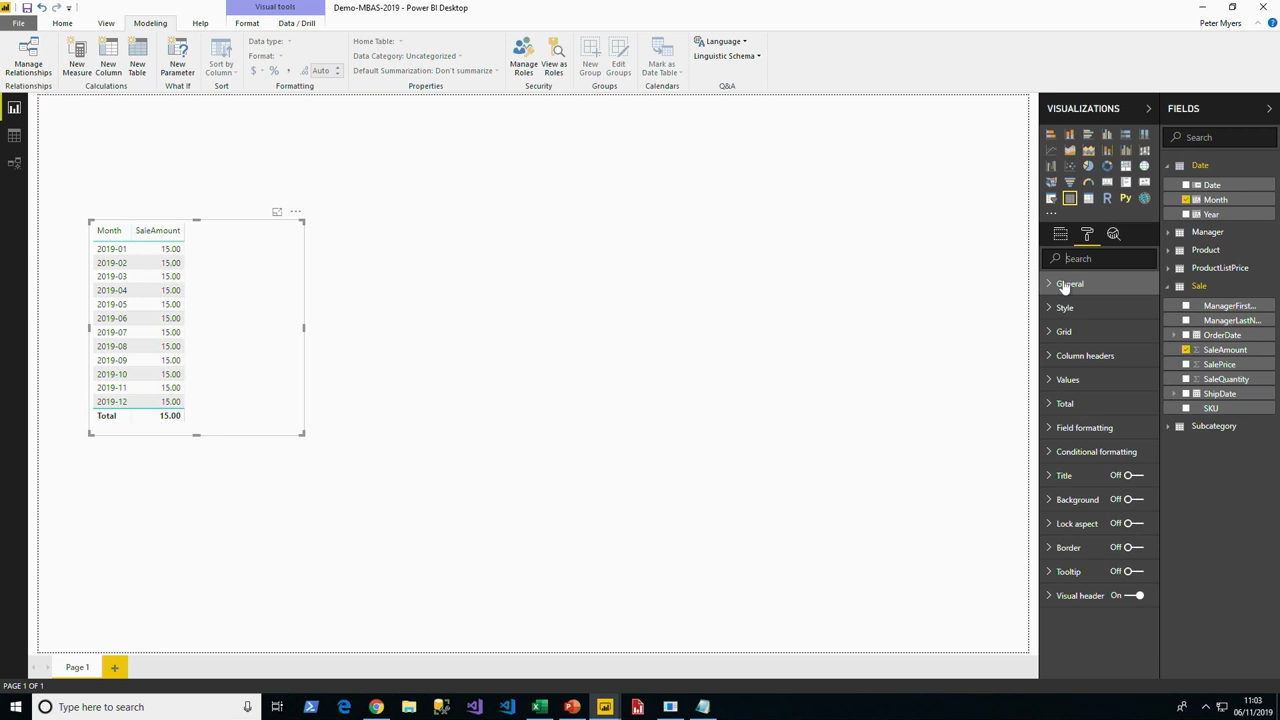 Visual tools
Demo-MBAS-2019 - Power BI Desktop
File
Home
View
Modeling
Help
Format
Data / Drill
Peter Myers
Manage Relationships
New Measure
New Column
New Table
New Parameter
Sort by Column
Data type:
Format:
$ % , Auto
Home Table:
Data Category: Uncategorized
Default Summarization: Don't summarize
Manage Roles
View as Roles
New Group
Edit Groups
Mark as Date Table
Language
Linguistic Schema
Relationships
Calculations
What If
Sort
Formatting
Properties
Security
Groups
Calendars
Q&A
Month SaleAmount
2019-01 15.00
2019-02 15.00
2019-03 15.00
2019-04 15.00
2019-05 15.00
2019-06 15.00
2019-07 15.00
2019-08 15.00
2019-09 15.00
2019-10 15.00
2019-11 15.00
2019-12 15.00
Total 15.00
VISUALIZATIONS
R Py
Search
General
Style
Grid
Column headers
Values
Total
Field formatting
Conditional formatting
Title Off
Background Off
Lock aspect Off
Border Off
Tooltip Off
Visual header On
FIELDS
Search
Date
Date
Month
Year
Manager
Product
ProductListPrice
Sale
ManagerFirst...
ManagerLastN...
OrderDate
Σ SaleAmount
Σ SalePrice
Σ SaleQuantity
ShipDate
SKU
Subcategory
Page 1
PAGE 1 OF 1
Type here to search
11:03
06/11/2019